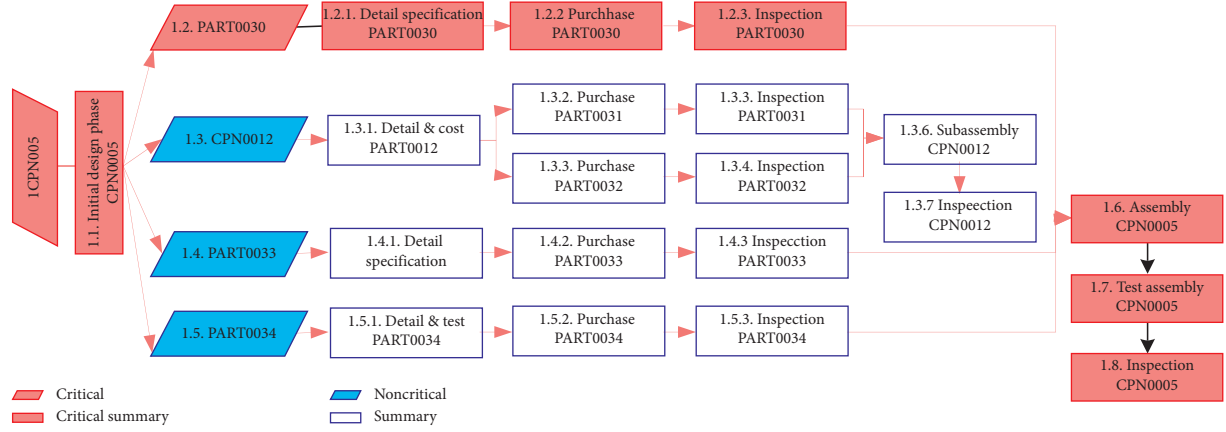 1CPN005
1.1. Initial design phase
CPN0005
1.2. PART0030
1.2.1. Detail specification
PART0030
1.2.2 Purchhase
PART0030
1.2.3. Inspection
PART0030
1.3. CPN0012
1.3.1. Detail & cost
PART0012
1.3.2. Purchase
PART0031
1.3.3. Inspection
PART0031
1.3.3. Purchase
PART0032
1.3.4. Inspection
PART0032
1.3.6. Subassembly
CPN0012
1.3.7 Inspeection
CPN0012
1.4. PART0033
1.4.1. Detail
specification
1.4.2. Purchase
PART0033
1.4.3 Inspecction
PART0033
1.5. PART0034
1.5.1. Detail & test
PART0034
1.5.2. Purchase
PART0034
1.5.3. Inspection
PART0034
1.6. Assembly
CPN0005
1.7. Test assembly
CPN0005
1.8. Inspection
CPN0005
Critical
Critical summary
Noncritical
Summary